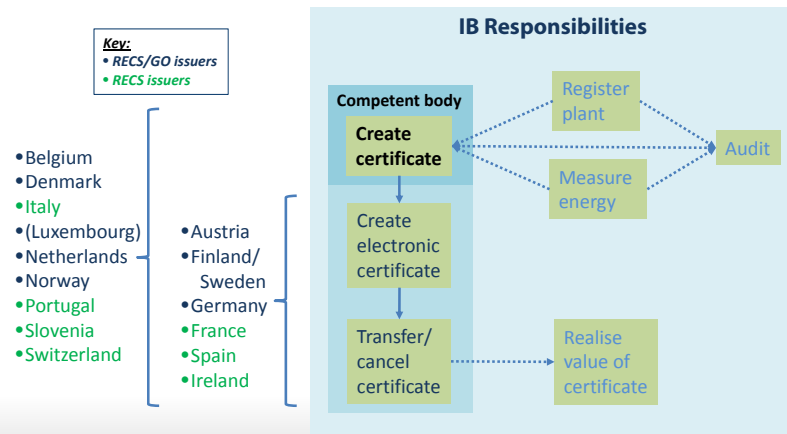 IB Responsibilities
Key:
• RECS/GO issuers
• RECS issuers
•Belgium
•Denmark
•Italy
•(Luxembourg)
•Netherlands
•Norway
•Portugal
•Slovenia
•Switzerland
•Austria
•Finland/
Sweden
•Germany
•France
•Spain
•Ireland
Competent body
Create
certificate
Create
electronic
certificate
Transfer/
cancel
certificate
Register
plant
Measure
energy
Audit
Realise
value of
certificate